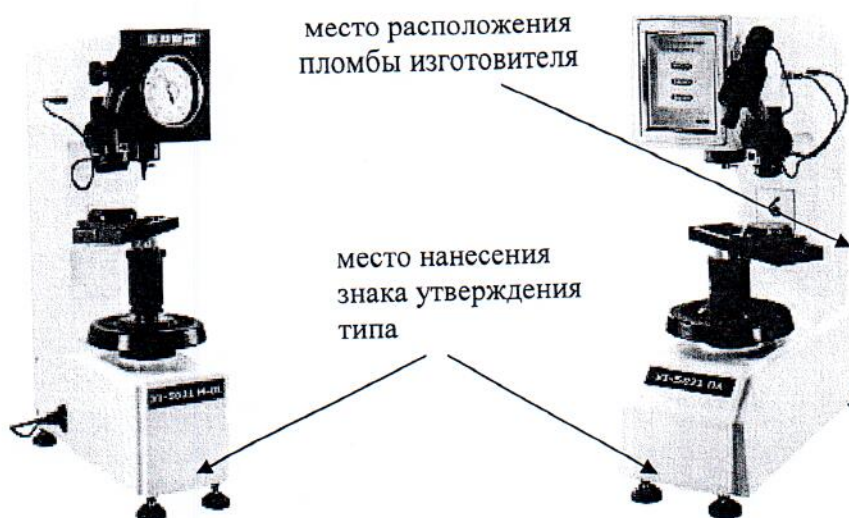 место расположения
пломбы изготовителя
место нанесения
знака утверждения
типа